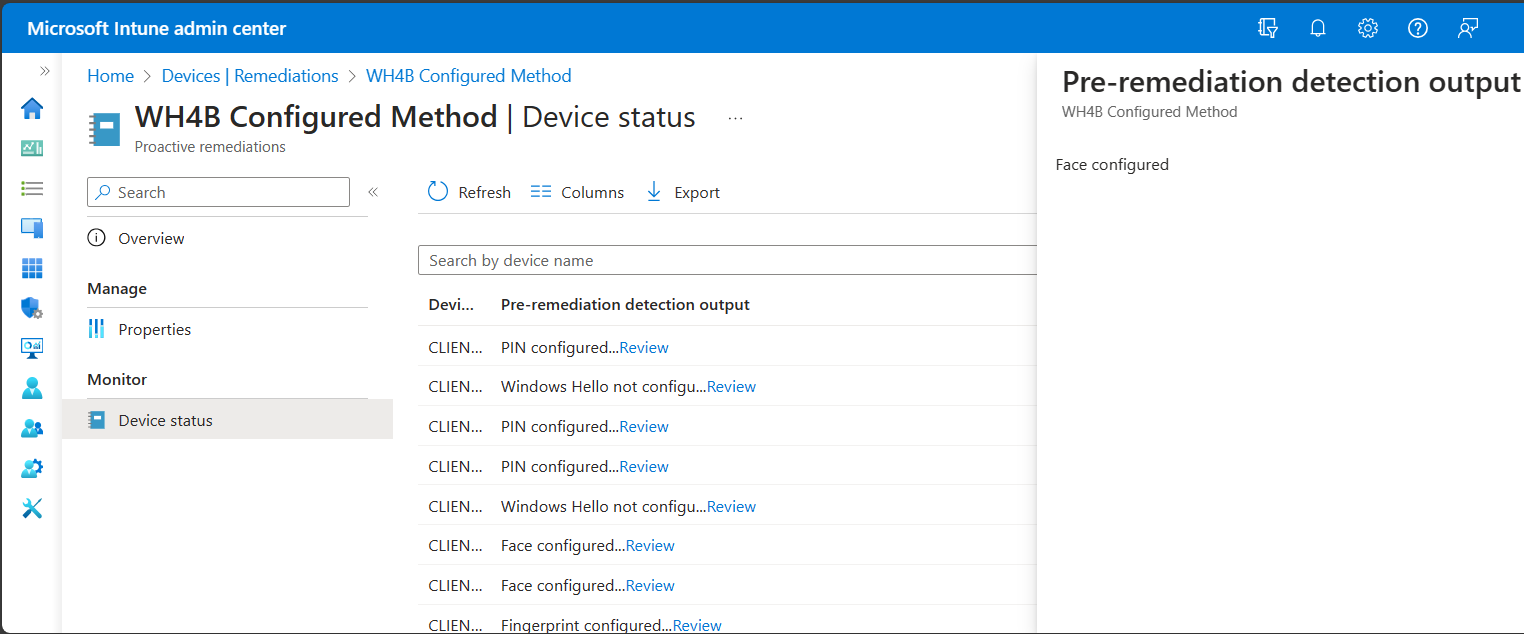 Microsoft Intune admin center
Home > Devices | Remediations > WH4B Configured Method
WH4B Configured Method | Device status ...
Proactive remediations
Search
Overview
Manage
Properties
Monitor
Device status
Refresh Columns Export
Search by device name
Devi... Pre-remediation detection output
CLIEN... PIN configured...Review
CLIEN... Windows Hello not configu...Review
CLIEN... PIN configured...Review
CLIEN... PIN configured...Review
CLIEN... Windows Hello not configu...Review
CLIEN... Face configured...Review
CLIEN... Face configured...Review
CLIEN... Fingerprint configured...Review
Pre-remediation detection output
WH4B Configured Method
Face configured